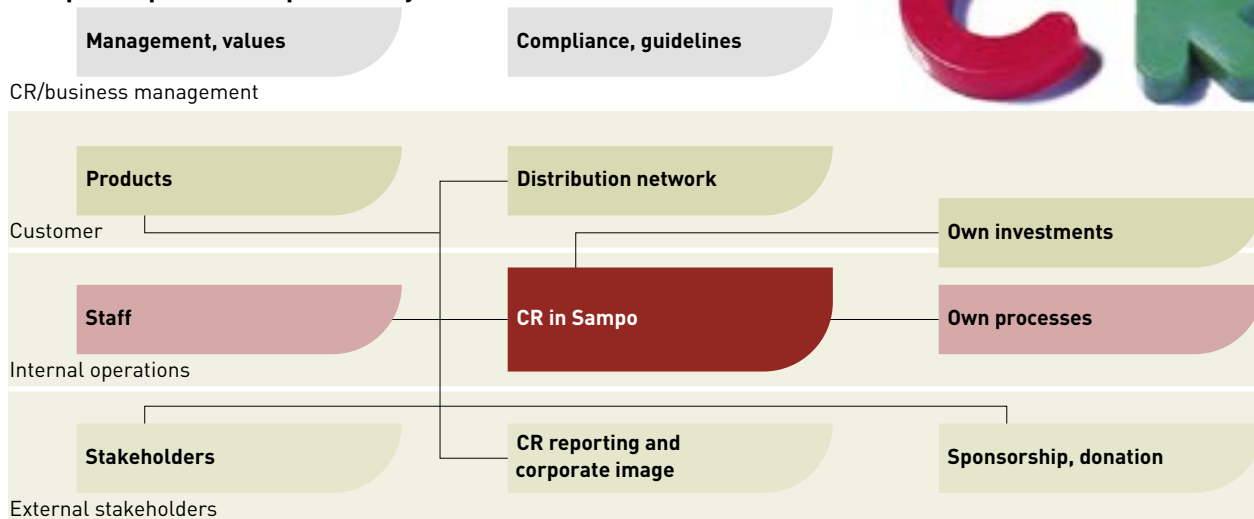 Management, values
Compliance, guidelines
CR/business management
C
Products
Distribution network
Customer
Own investments
Staff
CR in Sampo
Own processes
Internal operations
Stakeholders
CR reporting and
corporate image
Sponsorship, donation
External stakeholders